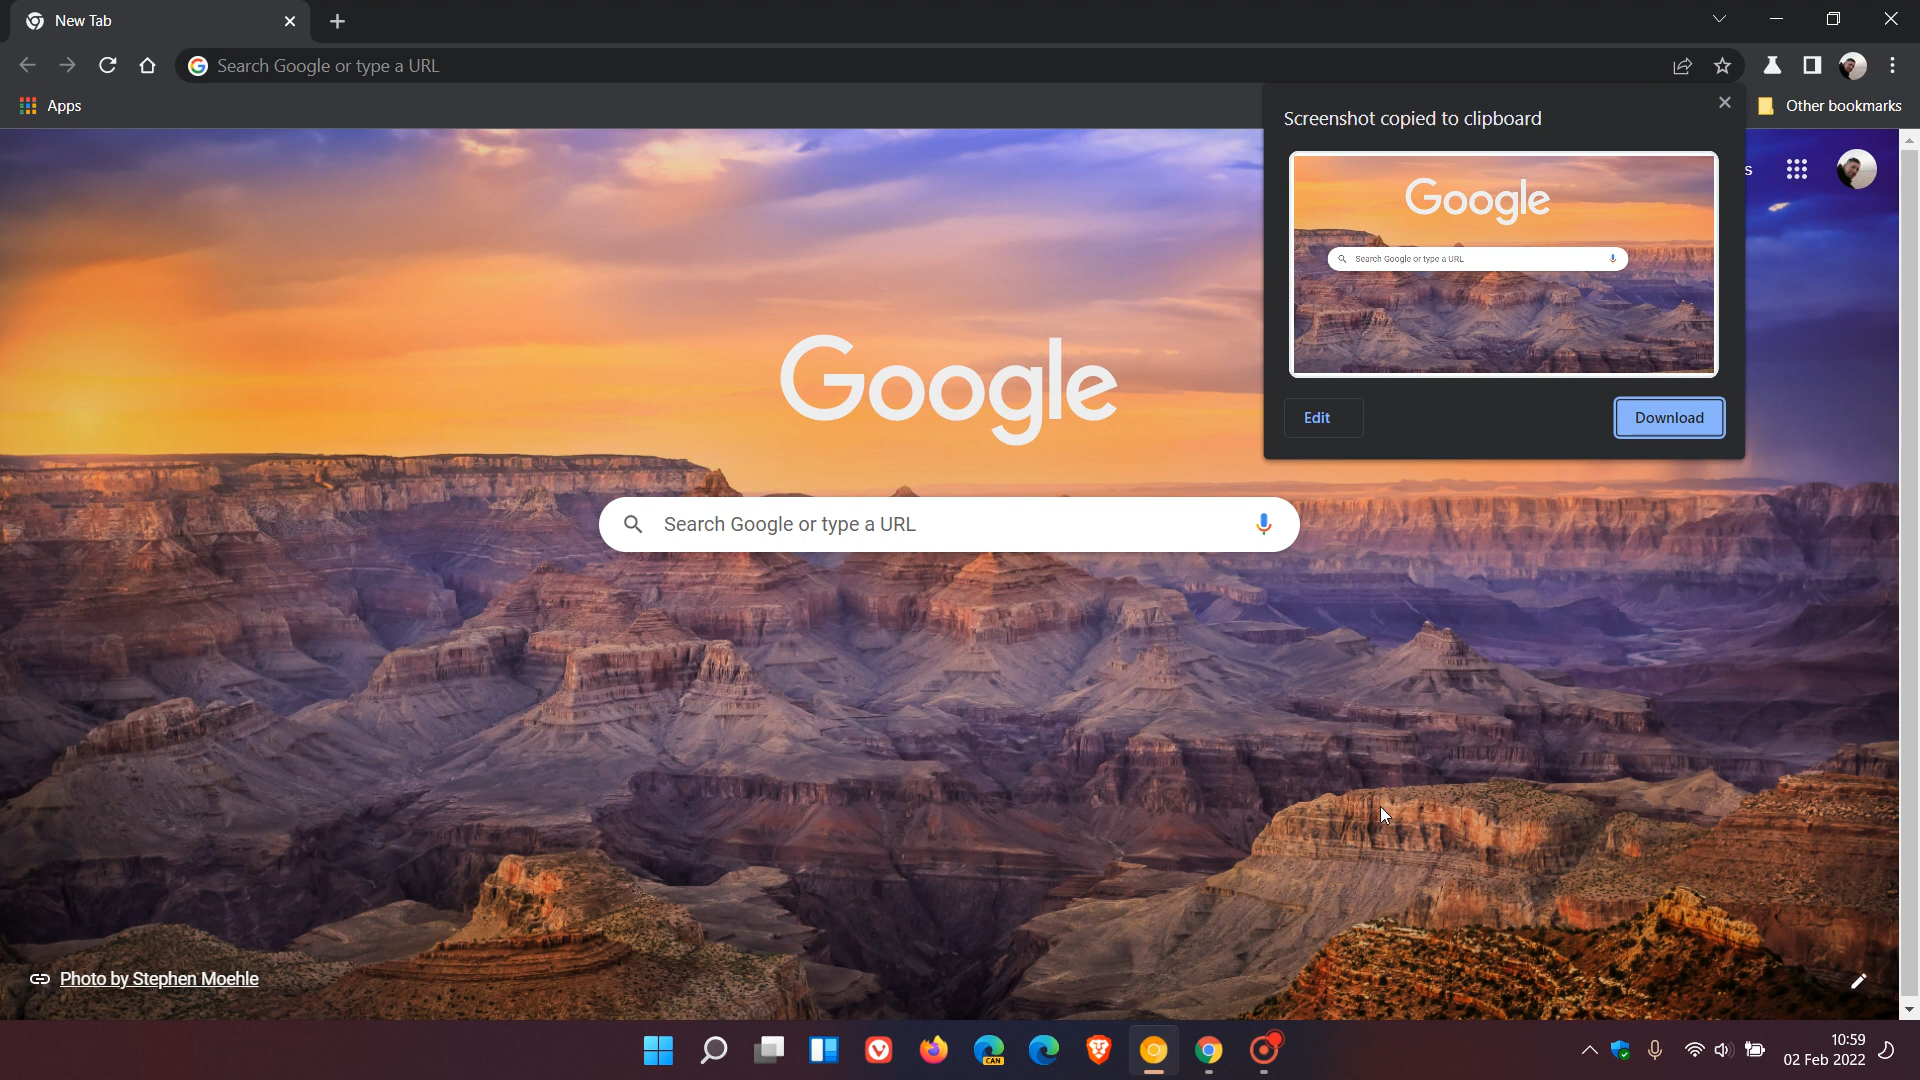 New Tab
Search Google or type a URL
Apps
Other bookmarks
Screenshot copied to clipboard
s
Google
Search Google or type a URL
Edit
Download
Google
Search Google or type a URL
Photo by Stephen Moehle
CAN
10:59
02 Feb 2022